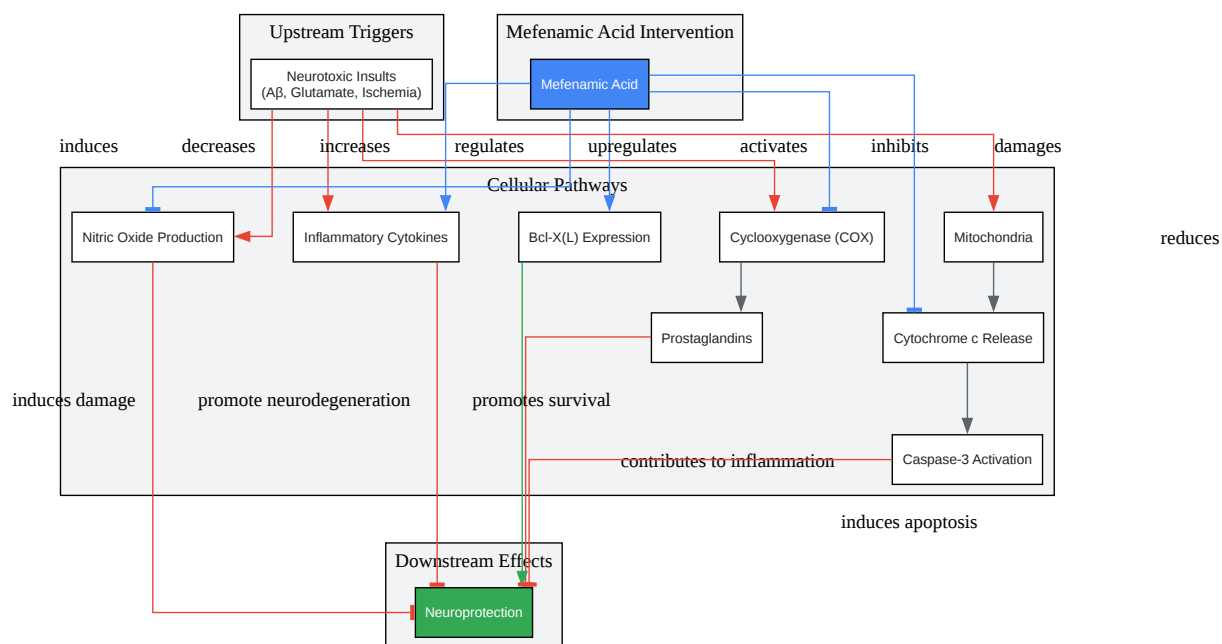 Upstream Triggers
Mefenamic Acid Intervention
Neurotoxic Insults
(Aβ, Glutamate, Ischemia)
Mefenamic Acid
induces
decreases
increases
regulates
upregulates
activates
inhibits
damages
Cellular Pathways
Nitric Oxide Production
Inflammatory Cytokines
Bcl-X(L) Expression
Cyclooxygenase (COX)
Mitochondria
reduces
Prostaglandins
Cytochrome c Release
induces damage
promote neurodegeneration
promotes survival
contributes to inflammation
Caspase-3 Activation
induces apoptosis
Downstream Effects
Neuroprotection